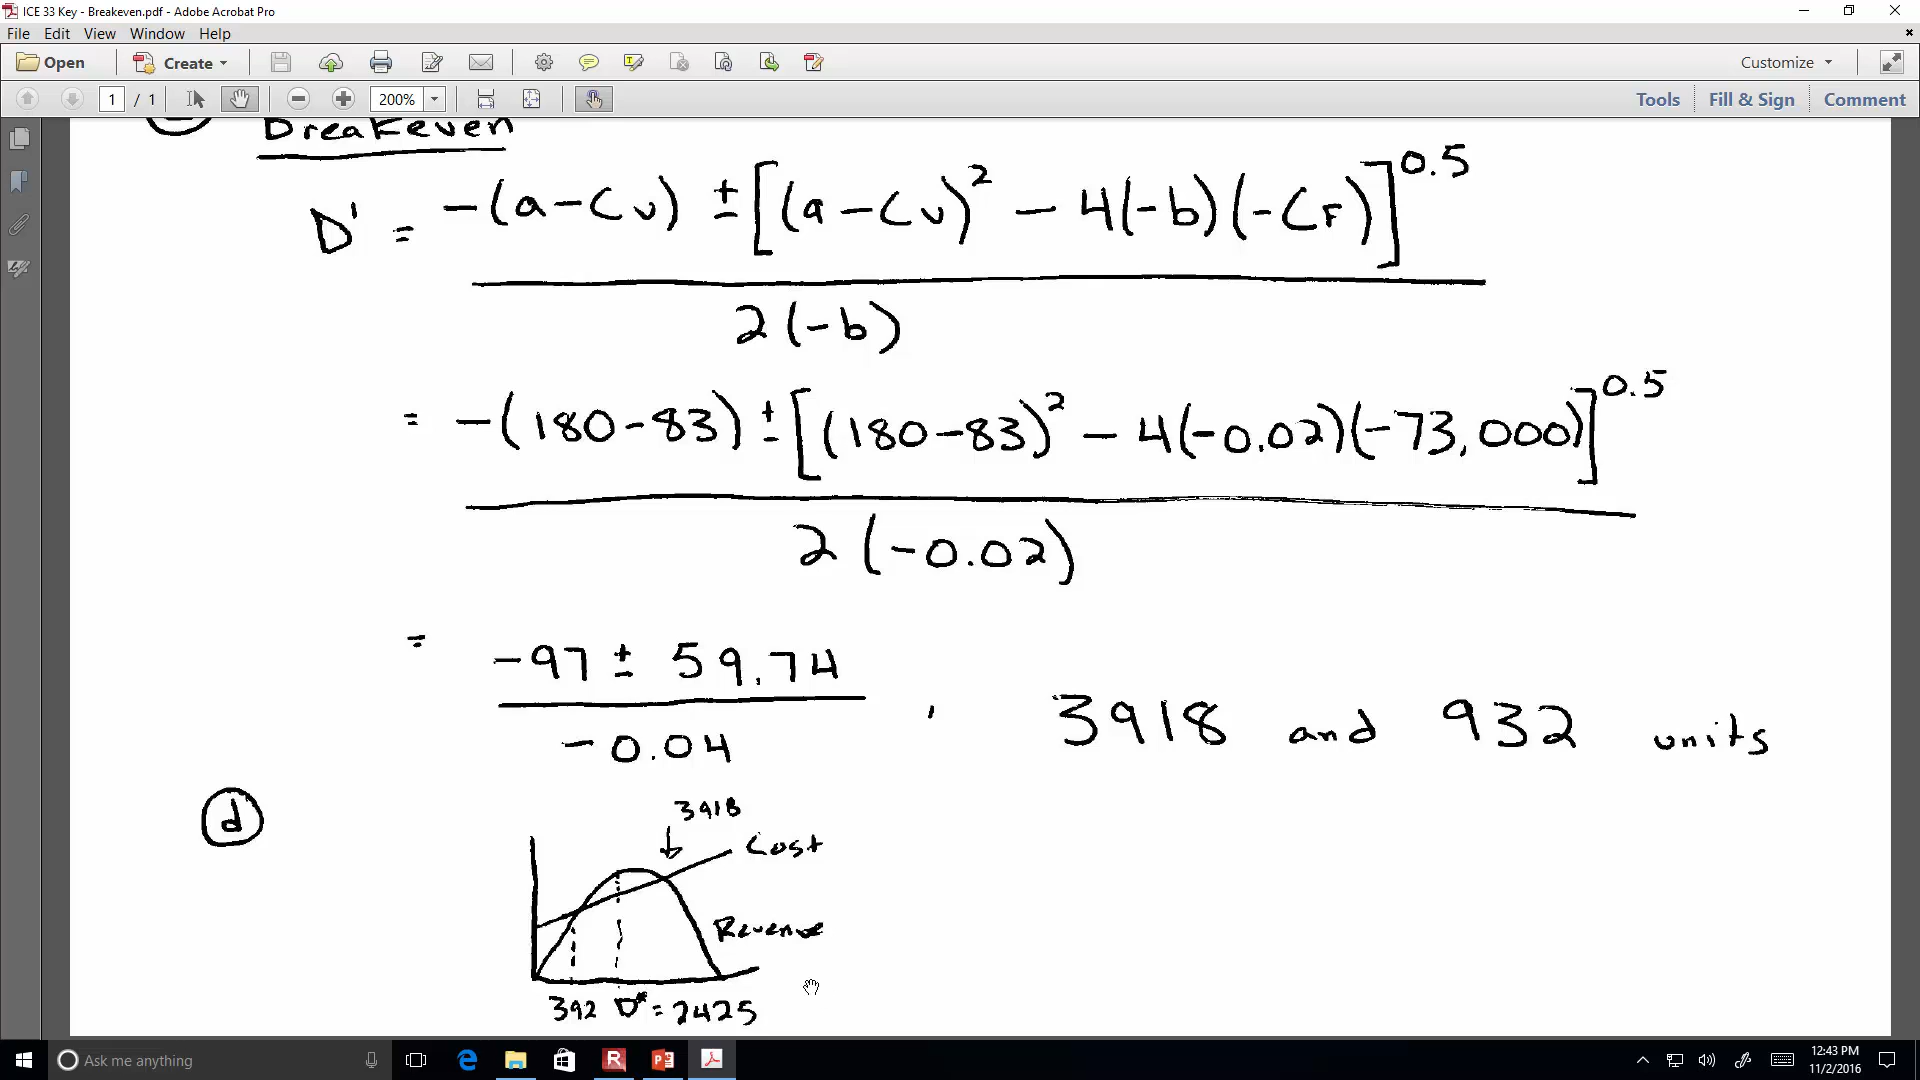 ICE 33 Key - Breakeven.pdf - Adobe Acrobat Pro
File Edit View Window Help
Open Create Customize
1 / 1 200% Tools Fill & Sign Comment
Breakeven
D' = -(a-Cv) ± [(a-Cv)² - 4(-b)(-CF)]^0.5
2(-b)
= -(180-83) ± [(180-83)² - 4(-0.02)(-73,000)]^0.5
2(-0.02)
= -97 ± 59.74
-0.04
, 3918 and 932 units
d
3918
Cost
Revenue
392 D* = 2425
Ask me anything
12:43 PM
11/2/2016